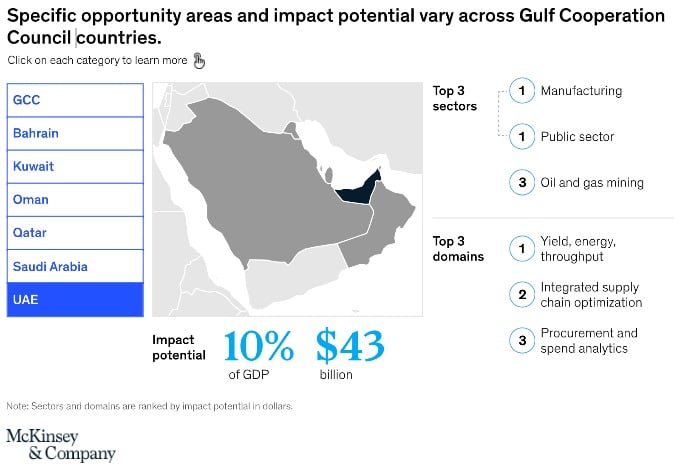 Specific opportunity areas and impact potential vary across Gulf Cooperation
Council countries.
Click on each category to learn more
GCC
Bahrain
Kuwait
Oman
Qatar
Saudi Arabia
UAE
Top 3
sectors
1 Manufacturing
1 Public sector
3 Oil and gas mining
Top 3
domains
1 Yield, energy,
throughput
2 Integrated supply
chain optimization
3 Procurement and
spend analytics
Impact
potential
10%
of GDP
$43
billion
Note: Sectors and domains are ranked by impact potential in dollars.
McKinsey
& Company